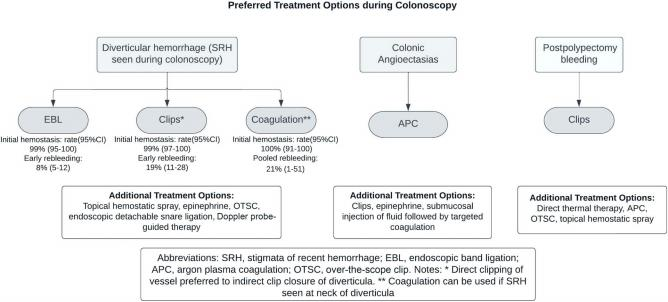 Preferred Treatment Options during Colonoscopy
Diverticular hemorrhage (SRH
seen during colonoscopy)
Colonic
Angioectasias
Postpolypectomy
bleeding
EBL
Initial hemostasis: rate(95%CI)
99% (95-100)
Early rebleeding:
8% (5-12)
Clips*
Initial hemostasis: rate(95%CI)
99% (97-100)
Early rebleeding:
19% (11-28)
Coagulation**
Initial hemostasis: rate(95%CI)
100% (91-100)
Pooled rebleeding:
21% (1-51)
APC
Clips
Additional Treatment Options:
Topical hemostatic spray, epinephrine, OTSC,
endoscopic detachable snare ligation, Doppler probe-
guided therapy
Additional Treatment Options:
Clips, epinephrine, submucosal
injection of fluid followed by targeted
coagulation
Additional Treatment Options:
Direct thermal therapy, APC,
OTSC, topical hemostatic spray
Abbreviations: SRH, stigmata of recent hemorrhage; EBL, endoscopic band ligation;
APC, argon plasma coagulation; OTSC, over-the-scope clip. Notes: * Direct clipping of
vessel preferred to indirect clip closure of diverticula. ** Coagulation can be used if SRH
seen at neck of diverticula